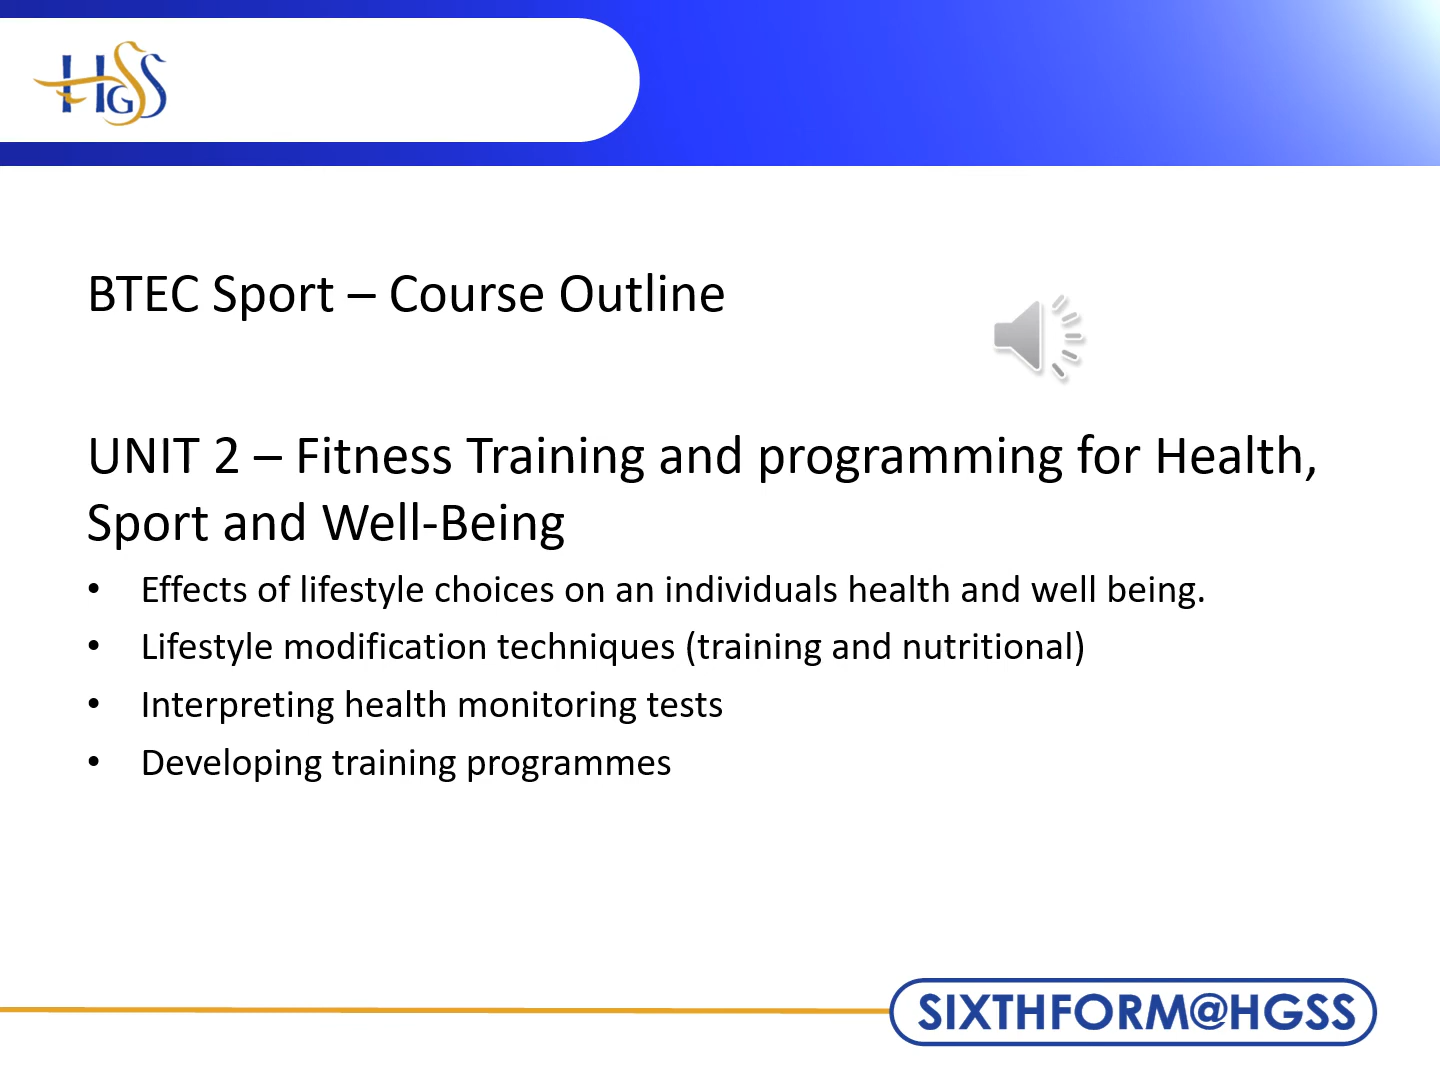 HGSS
BTEC Sport – Course Outline
UNIT 2 – Fitness Training and programming for Health,
Sport and Well-Being
• Effects of lifestyle choices on an individuals health and well being.
• Lifestyle modification techniques (training and nutritional)
• Interpreting health monitoring tests
• Developing training programmes
SIXTHFORM@HGSS